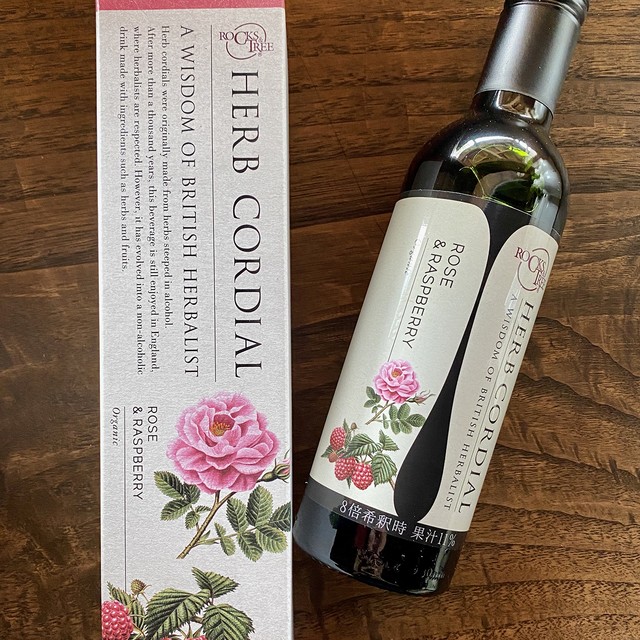 ROCKS & TREE
HERB CORDIAL
A WISDOM OF BRITISH HERBALIST
Herb cordials were originally made from herbs steeped in alcohol.
After more than a thousand years, this beverage is still enjoyed in England,
where herbalists are respected. However, it has evolved into a non-alcoholic
drink made with ingredients such as herbs and fruits.
ROSE
& RASPBERRY
Organic
ROCKS & TREE
HERB CORDIAL
A WISDOM OF BRITISH HERBALIST
ROSE
& RASPBERRY
Organic
8倍希釈時 果汁11%